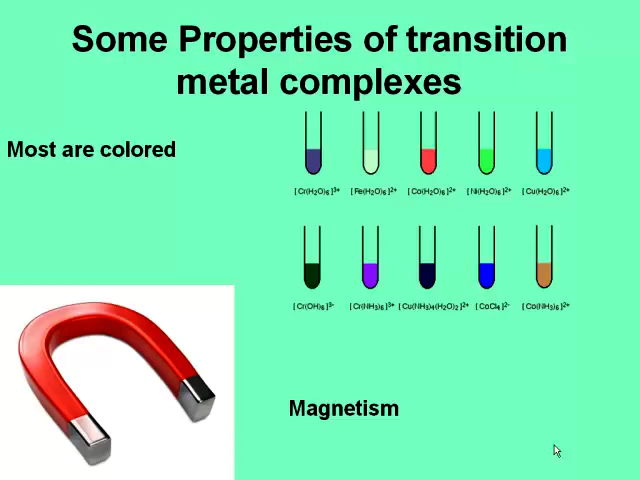 Some Properties of transition
metal complexes
Most are colored
[Cr(H₂O)₆]³⁺ [Fe(H₂O)₆]²⁺ [Co(H₂O)₆]²⁺ [Ni(H₂O)₆]²⁺ [Cu(H₂O)₆]²⁺
[Cr(OH)₆]³⁻ [Cr(NH₃)₆]³⁺ [Cu(NH₃)₄(H₂O)₂]²⁺ [CoCl₄]²⁻ [Co(NH₃)₆]²⁺
Magnetism